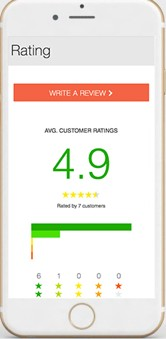 Rating
WRITE A REVIEW >
AVG. CUSTOMER RATINGS
4.9
Rated by 7 customers
6 1 0 0 0